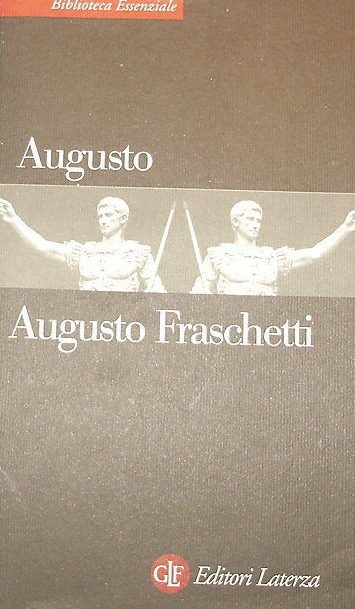 Biblioteca Essenziale
Augusto
Augusto Fraschetti
GLF Editori Laterza